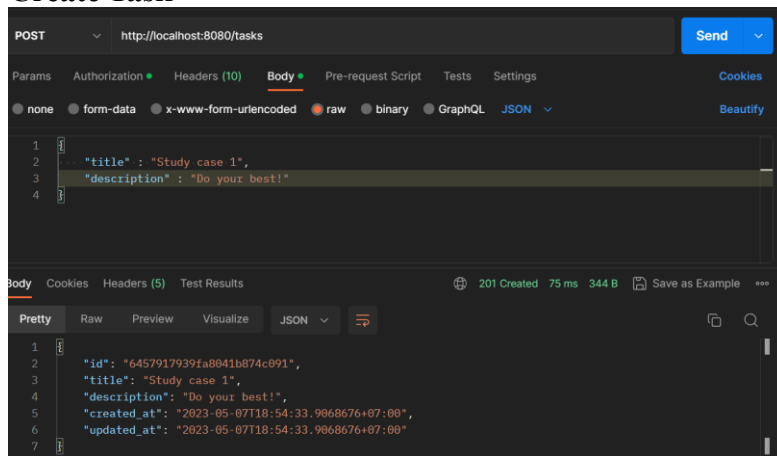 Create Task
POST http://localhost:8080/tasks Send
Params Authorization Headers (10) Body Pre-request Script Tests Settings Cookies
none form-data x-www-form-urlencoded raw binary GraphQL JSON Beautify
1 {
2 "title" : "Study case 1",
3 "description" : "Do your best!"
4 }
Body Cookies Headers (5) Test Results 201 Created 75 ms 344 B Save as Example
Pretty Raw Preview Visualize JSON
1 {
2 "id": "6457917939fa8041b874c091",
3 "title": "Study case 1",
4 "description": "Do your best!",
5 "created_at": "2023-05-07T18:54:33.9068676+07:00",
6 "updated_at": "2023-05-07T18:54:33.9068676+07:00"
7 }